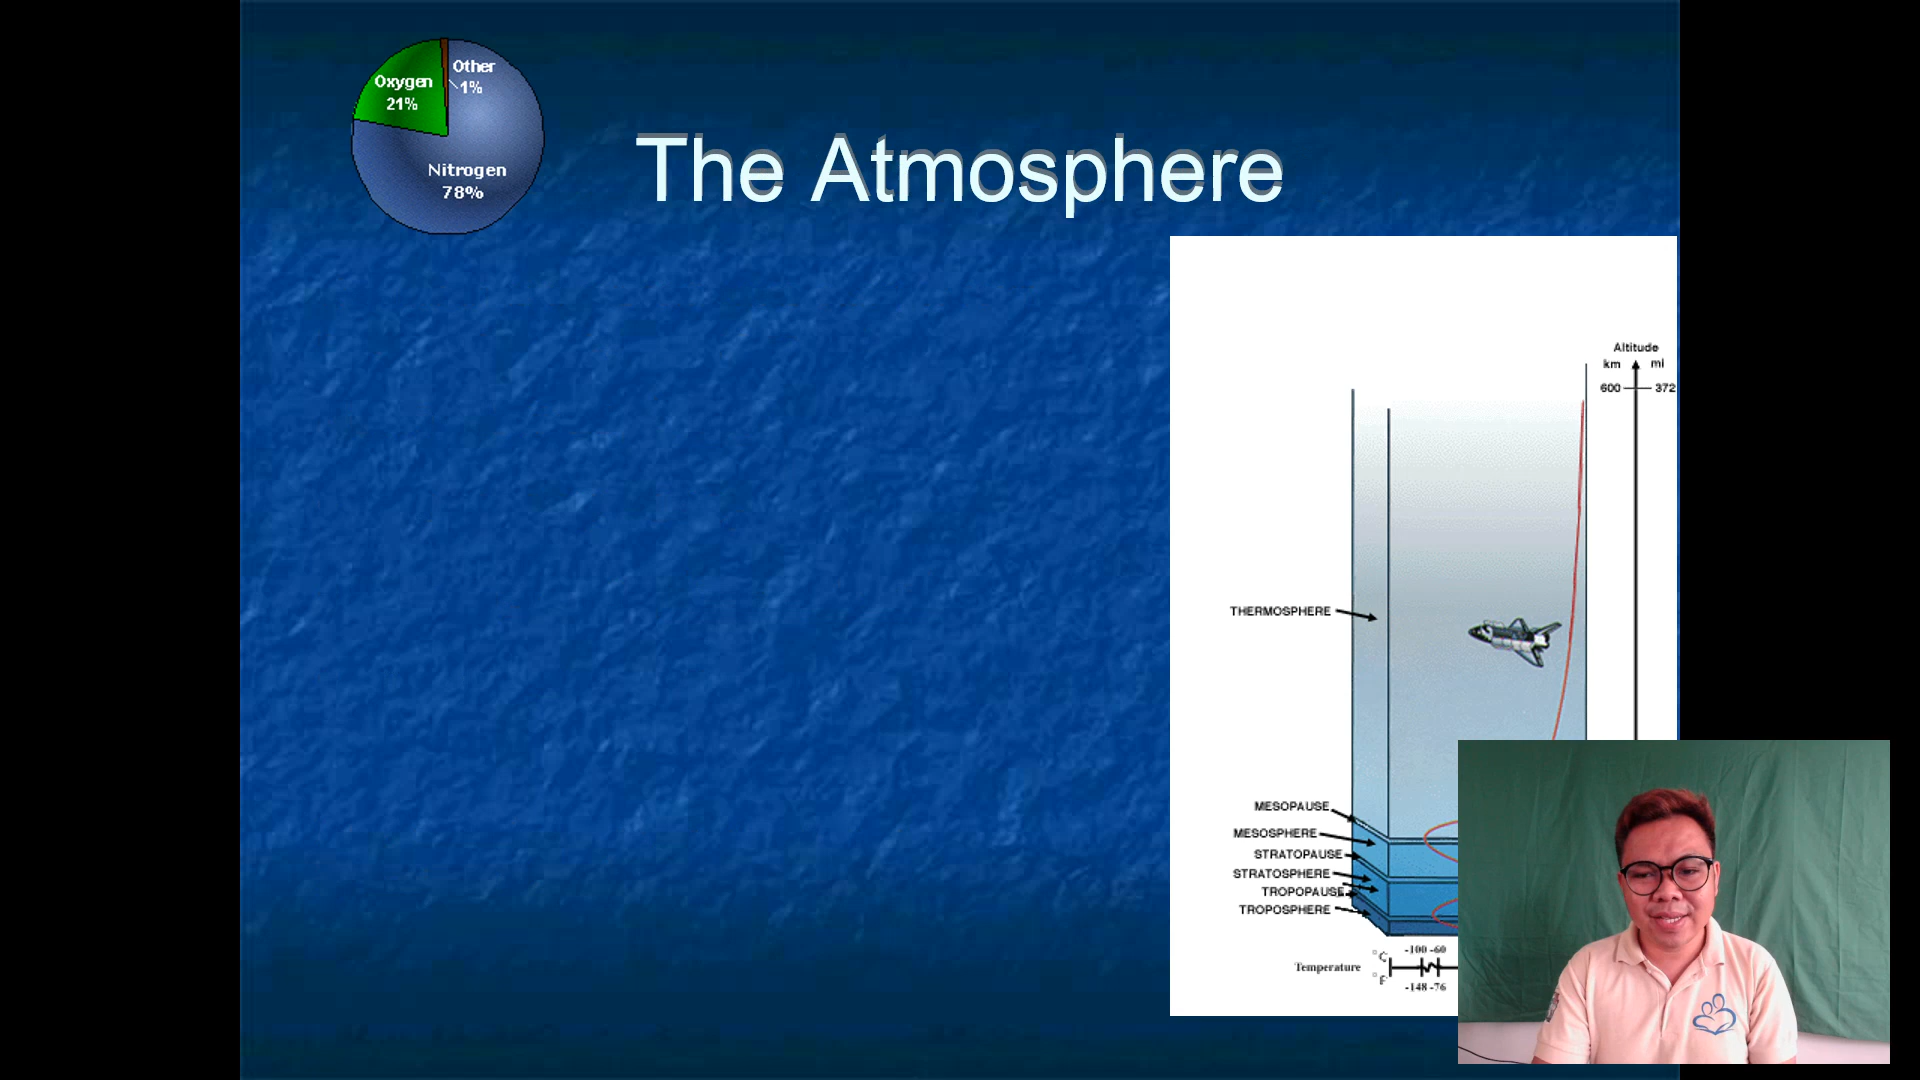 Other
1%
Oxygen
21%
Nitrogen
78%
The Atmosphere
Altitude
km mi
600 372
THERMOSPHERE
MESOPAUSE
MESOSPHERE
STRATOPAUSE
STRATOSPHERE
TROPOPAUSE
TROPOSPHERE
°C -100 -60
Temperature
°F -148 -76